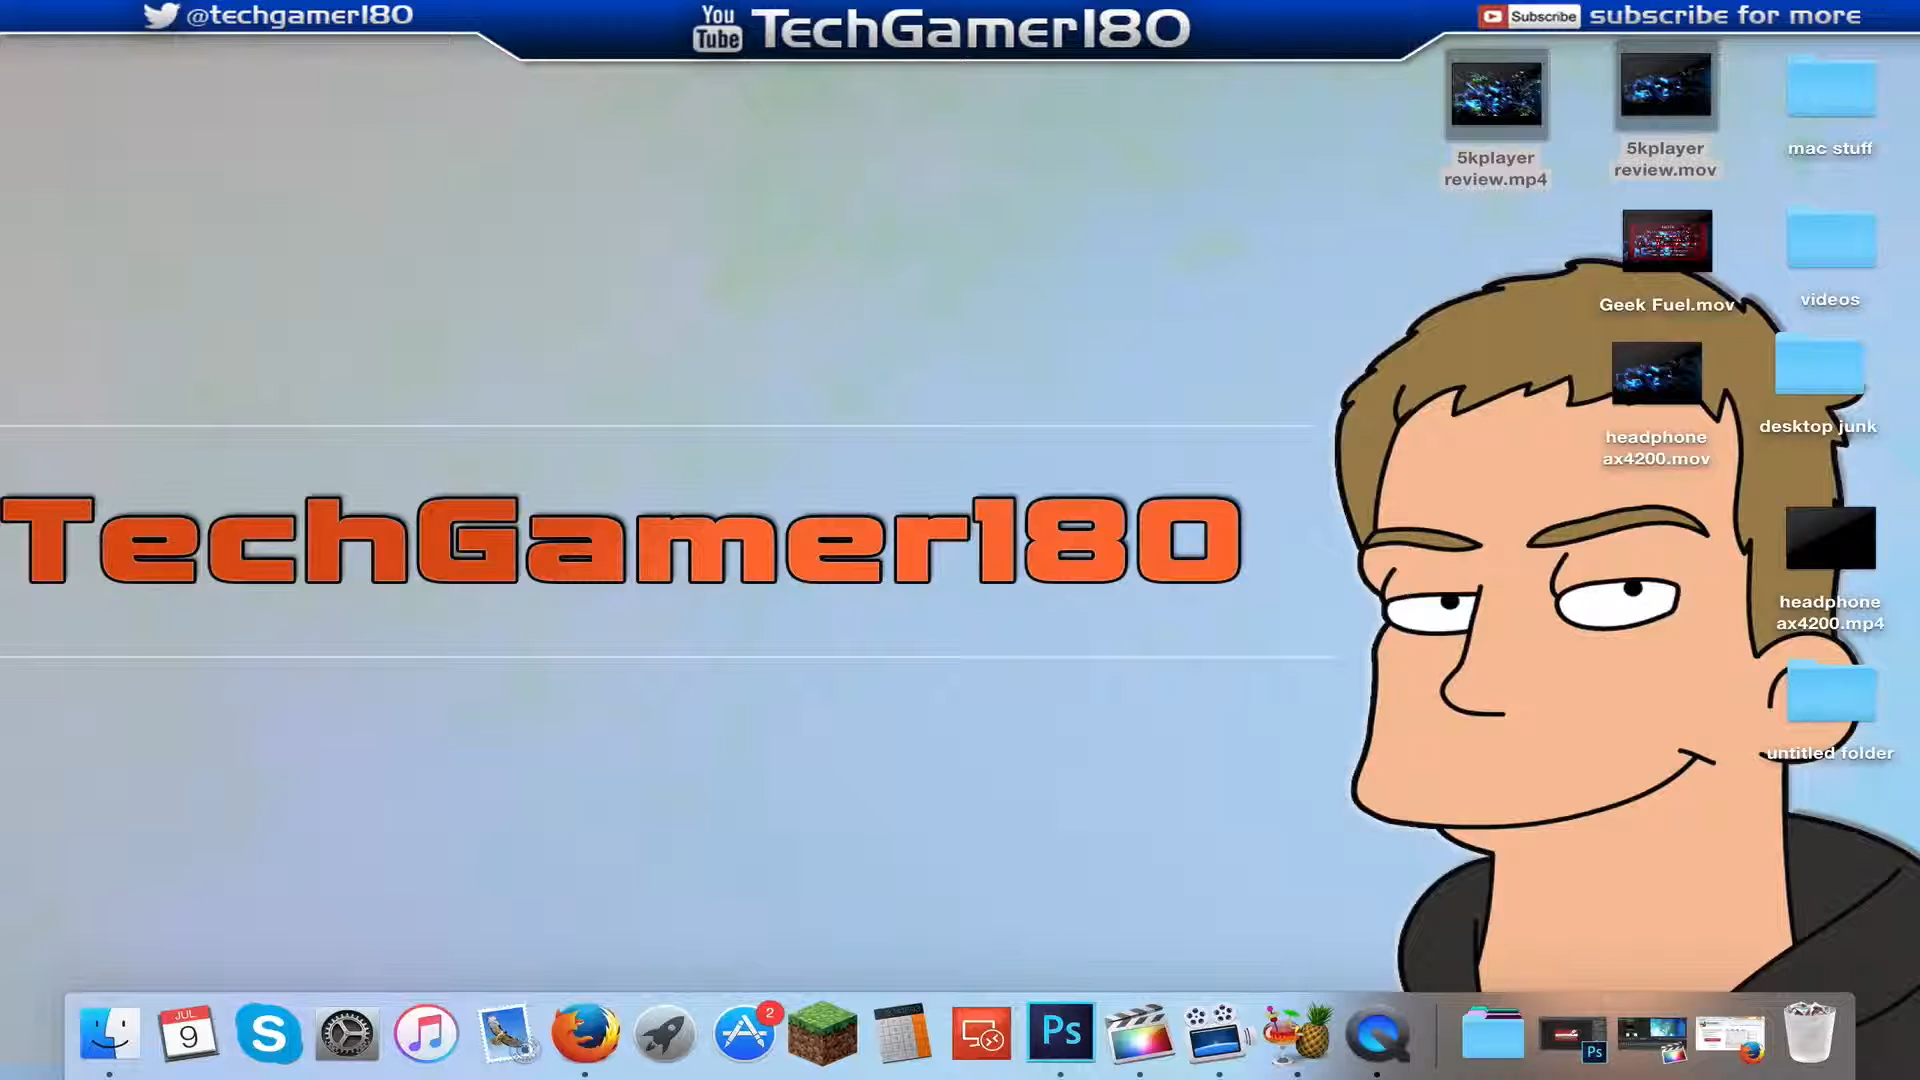 @techgamer180
You
Tube
TechGamer180
Subscribe
subscribe for more
5kplayer
review.mp4
5kplayer
review.mov
mac stuff
Geek Fuel.mov
videos
headphone
ax4200.mov
desktop junk
TechGamer180
headphone
ax4200.mp4
untitled folder
JUL
9
S
2
Ps
Ps